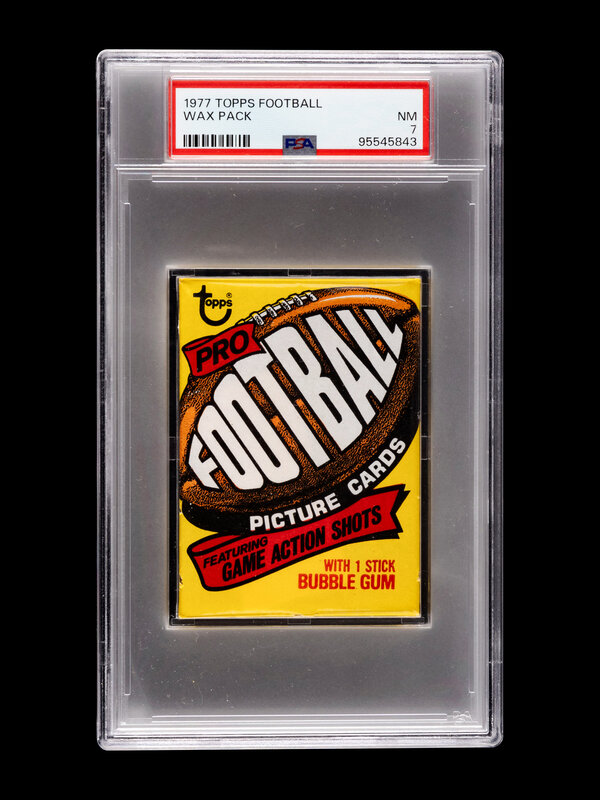 1977 TOPPS FOOTBALL
WAX PACK
NM
7
PSA
95545843
topps®
PRO
FOOTBALL
PICTURE CARDS
FEATURING
GAME ACTION SHOTS
WITH 1 STICK
BUBBLE GUM
PSA